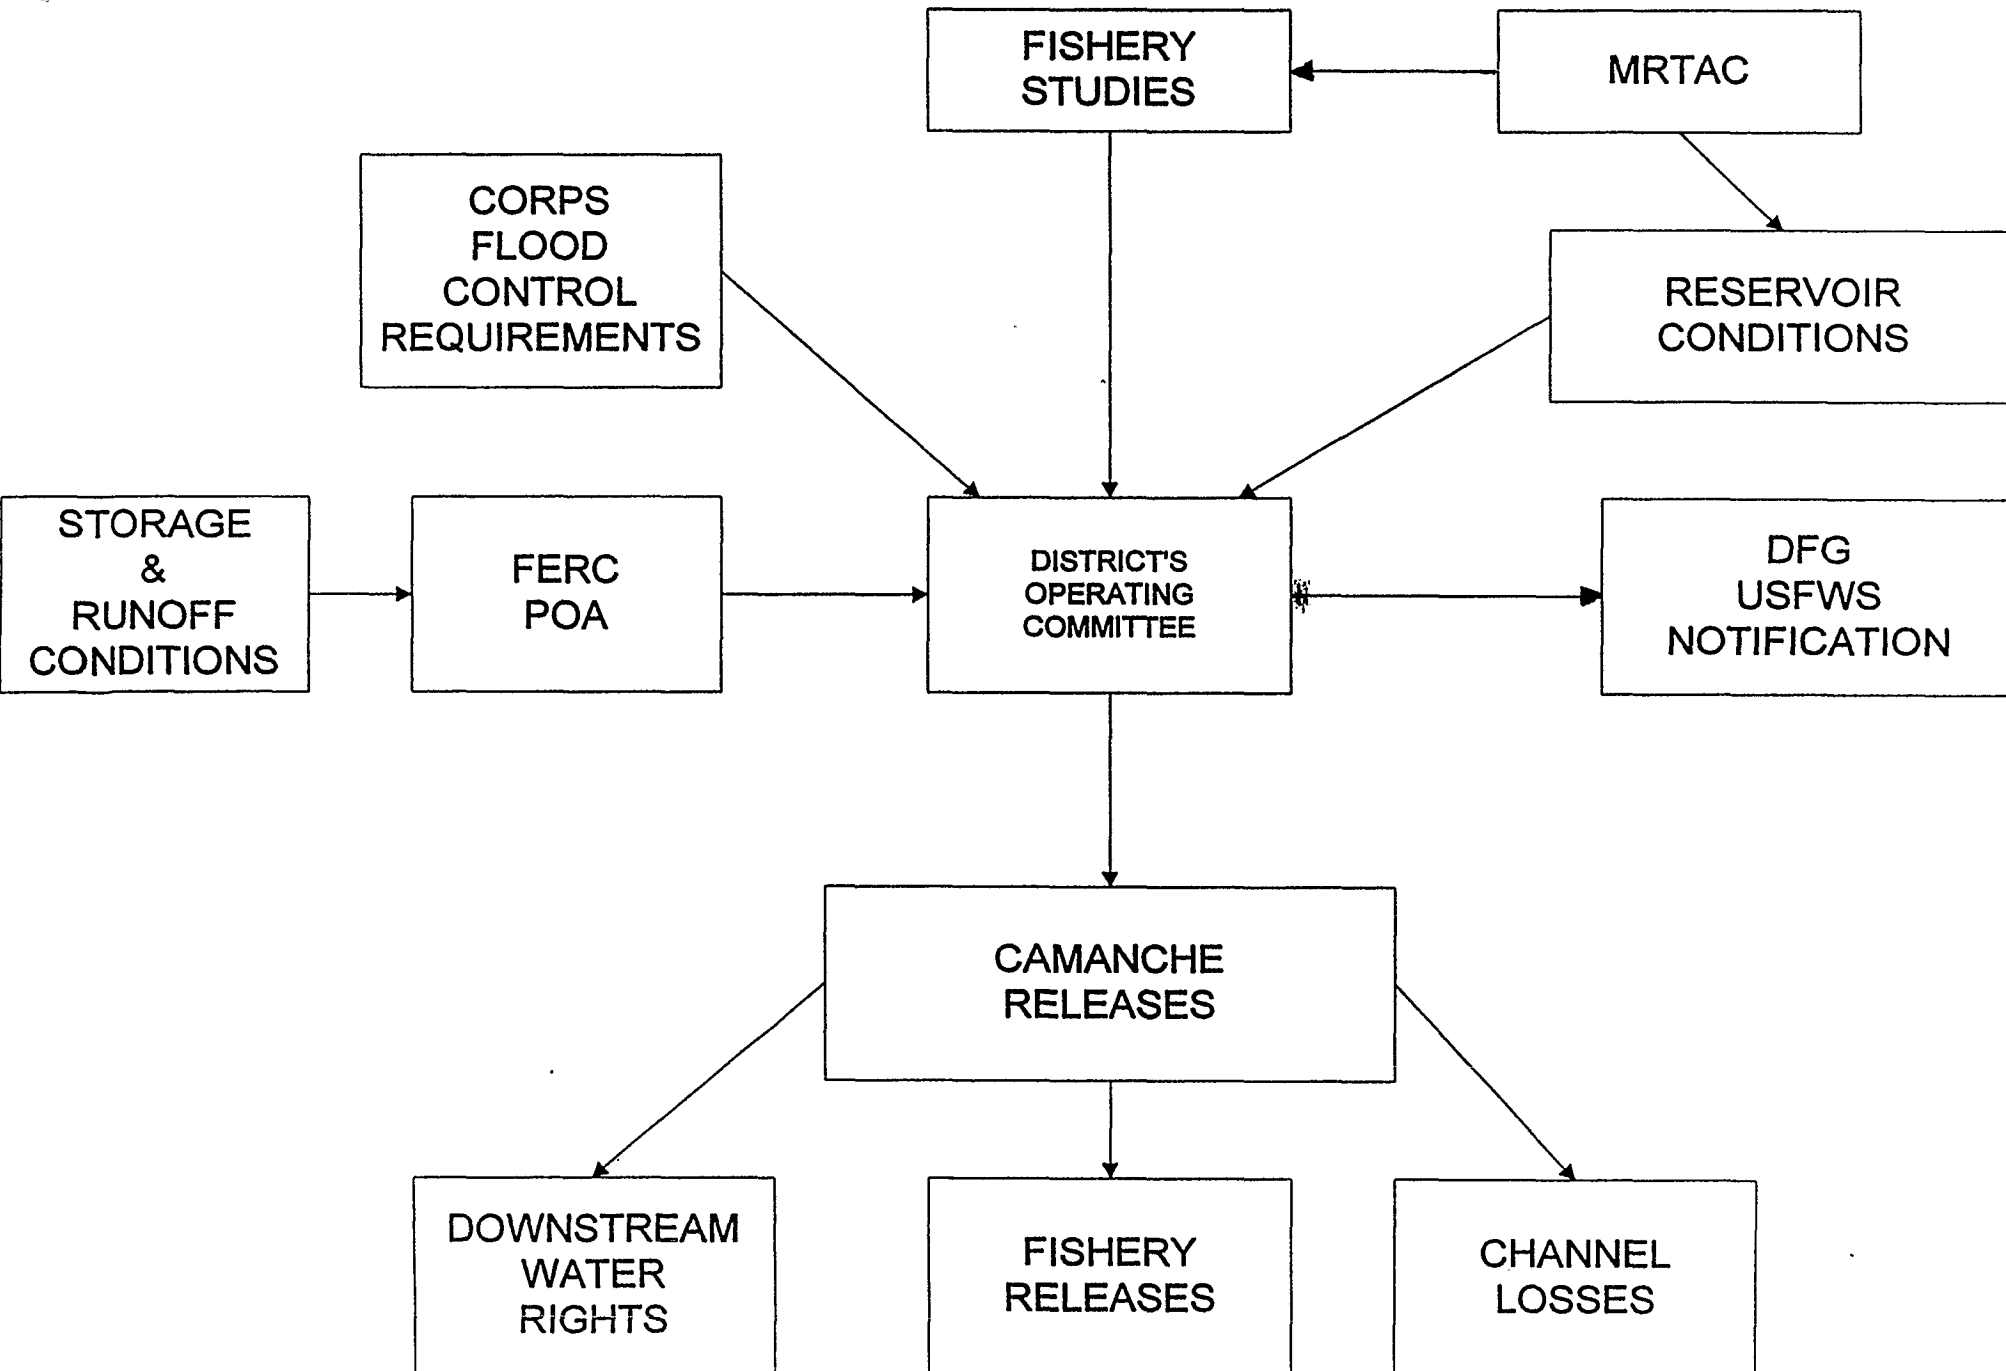 FISHERY
STUDIES
MRTAC
CORPS
FLOOD
CONTROL
REQUIREMENTS
RESERVOIR
CONDITIONS
STORAGE
&
RUNOFF
CONDITIONS
FERC
POA
DISTRICT'S
OPERATING
COMMITTEE
DFG
USFWS
NOTIFICATION
CAMANCHE
RELEASES
DOWNSTREAM
WATER
RIGHTS
FISHERY
RELEASES
CHANNEL
LOSSES